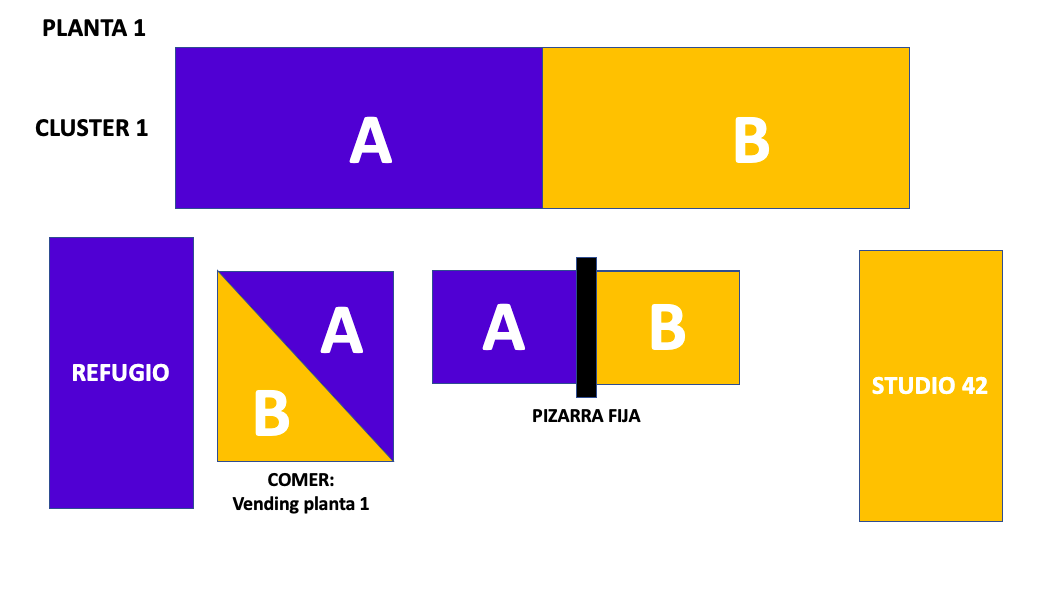 PLANTA 1
CLUSTER 1
A
B
REFUGIO
A
B
COMER:
Vending planta 1
A
B
PIZARRA FIJA
STUDIO 42